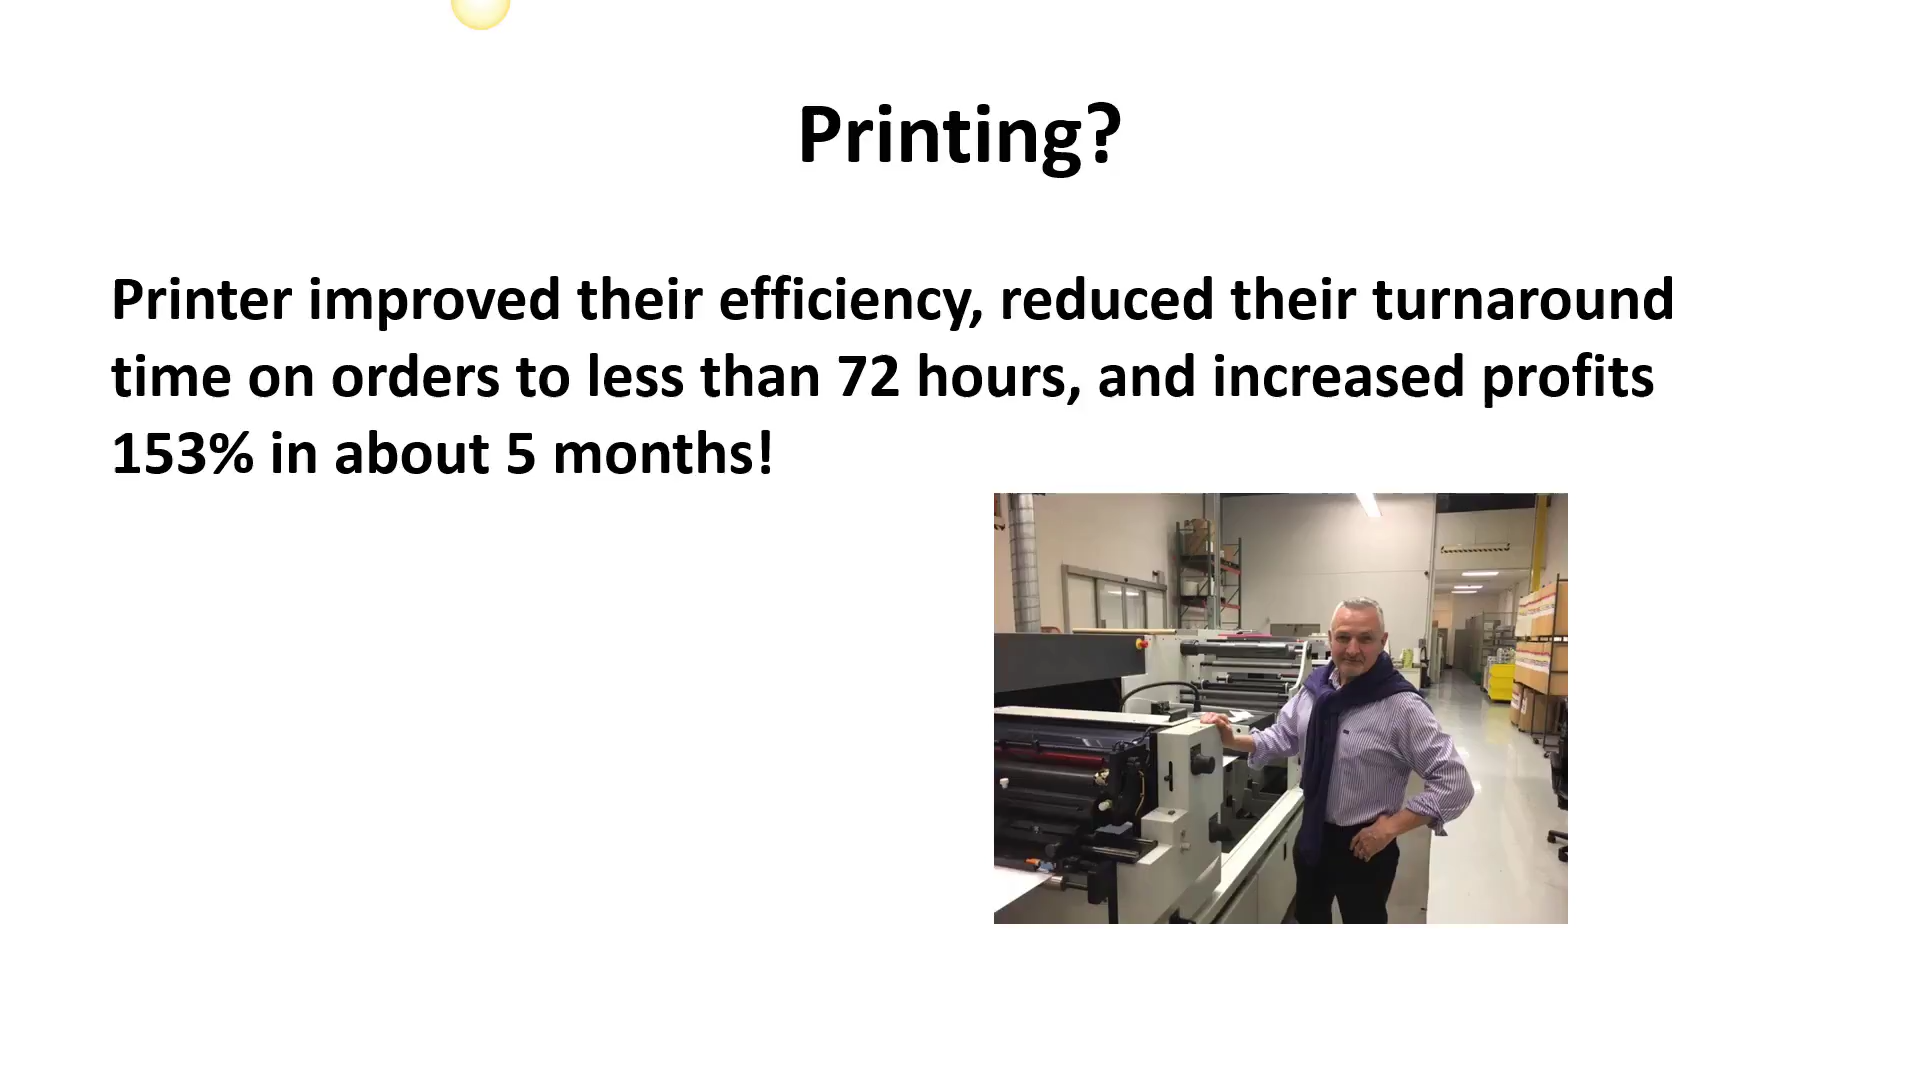 Printing?
Printer improved their efficiency, reduced their turnaround
time on orders to less than 72 hours, and increased profits
153% in about 5 months!